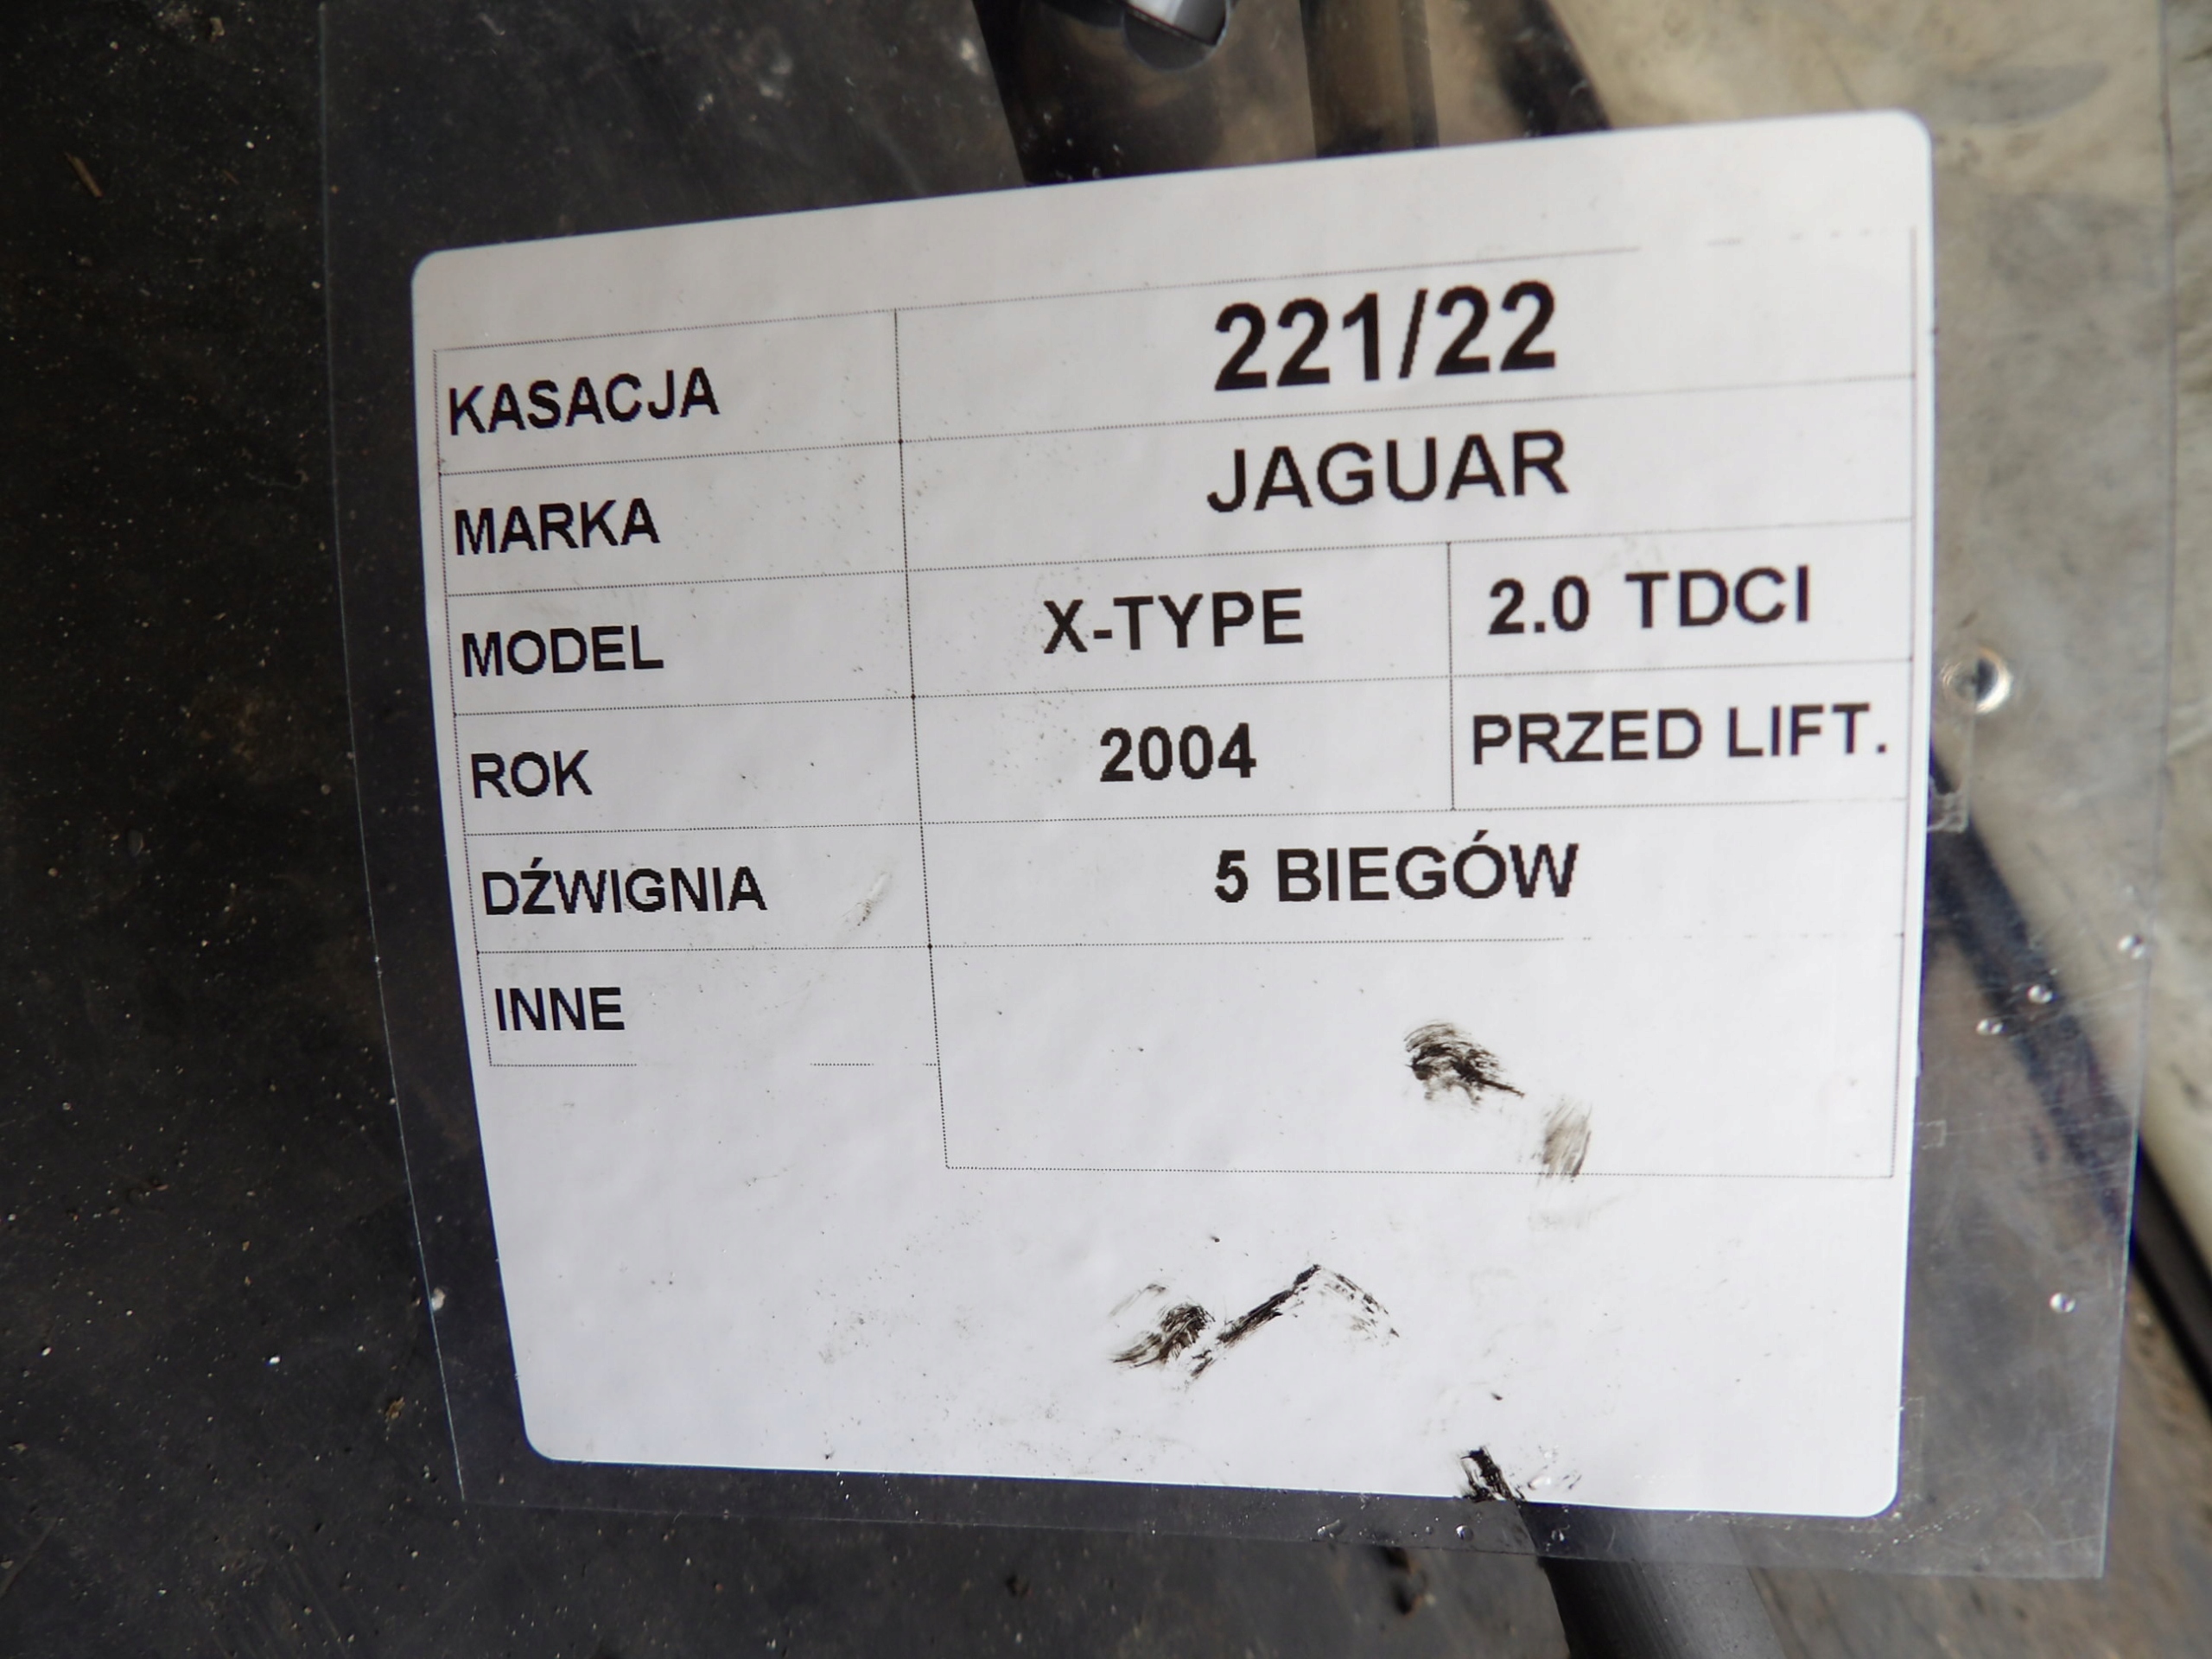 KASACJA 221/22
MARKA JAGUAR
MODEL X-TYPE 2.0 TDCI
ROK 2004 PRZED LIFT.
DŹWIGNIA 5 BIEGÓW
INNE